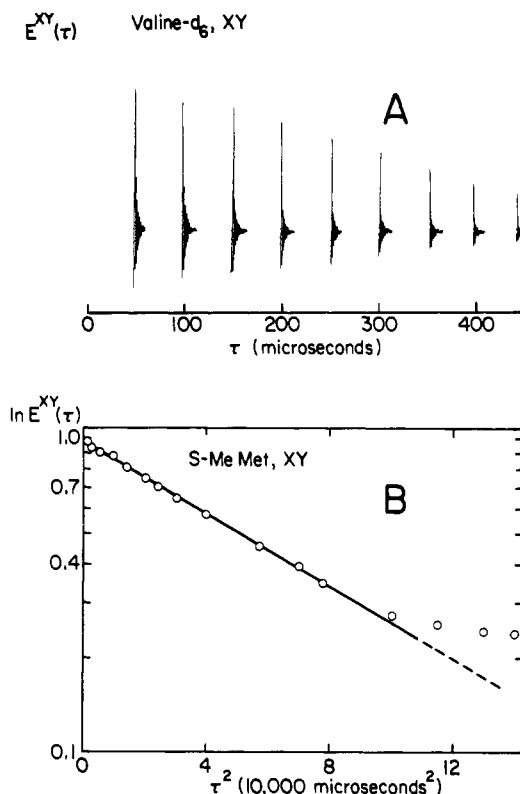 E^XY(τ) Valine-d₆, XY
A
0 100 200 300 400
τ (microseconds)
ln E^XY(τ)
1.0
S-Me Met, XY
0.7
B
0.4
0.1
0 4 8 12
τ² (10,000 microseconds²)